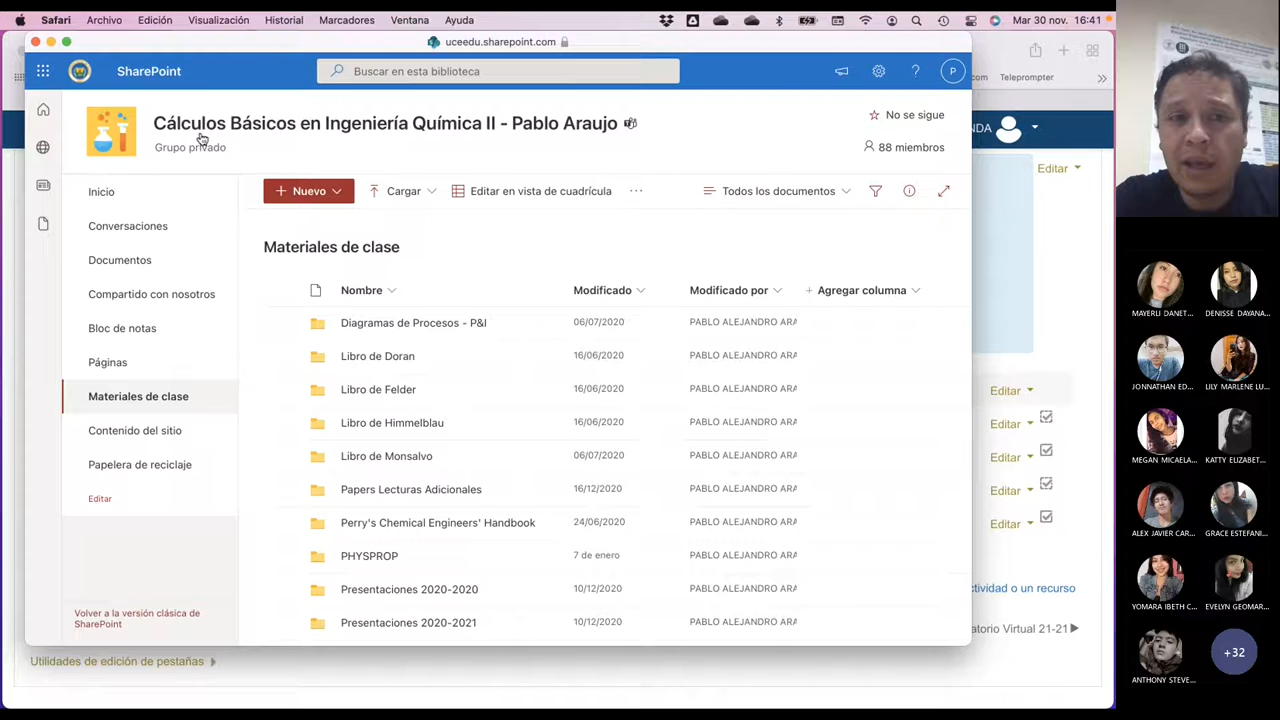 Safari Archivo Edición Visualización Historial Marcadores Ventana Ayuda Mar 30 nov. 16:41
uceedu.sharepoint.com
com Teleprompter
SharePoint Buscar en esta biblioteca ? P
Cálculos Básicos en Ingeniería Química II - Pablo Araujo
Grupo privado
No se sigue
88 miembros
NDA
Editar
Inicio
Conversaciones
Documentos
Compartido con nosotros
Bloc de notas
Páginas
Materiales de clase
Contenido del sitio
Papelera de reciclaje
Editar
Volver a la versión clásica de
SharePoint
+ Nuevo Cargar Editar en vista de cuadrícula ... Todos los documentos
Materiales de clase
Nombre Modificado Modificado por + Agregar columna
Diagramas de Procesos - P&I 06/07/2020 PABLO ALEJANDRO ARA
Libro de Doran 16/06/2020 PABLO ALEJANDRO ARA
Libro de Felder 16/06/2020 PABLO ALEJANDRO ARA
Libro de Himmelblau 16/06/2020 PABLO ALEJANDRO ARA
Libro de Monsalvo 06/07/2020 PABLO ALEJANDRO ARA
Papers Lecturas Adicionales 16/12/2020 PABLO ALEJANDRO ARA
Perry's Chemical Engineers' Handbook 24/06/2020 PABLO ALEJANDRO ARA
PHYSPROP 7 de enero PABLO ALEJANDRO ARA
Presentaciones 2020-2020 10/12/2020 PABLO ALEJANDRO ARA
Presentaciones 2020-2021 10/12/2020 PABLO ALEJANDRO ARA
Editar
Editar
Editar
Editar
Editar
ctividad o un recurso
atorio Virtual 21-21
Utilidades de edición de pestañas
MAYERLI DANET... DENISSE DAYANA...
JONNATHAN ED... LILY MARLENE LU...
MEGAN MICAELA... KATTY ELIZABET...
ALEX JAVIER CAR... GRACE ESTEFANI...
YOMARA IBETH C... EVELYN GEOMAR...
ANTHONY STEVE... +32